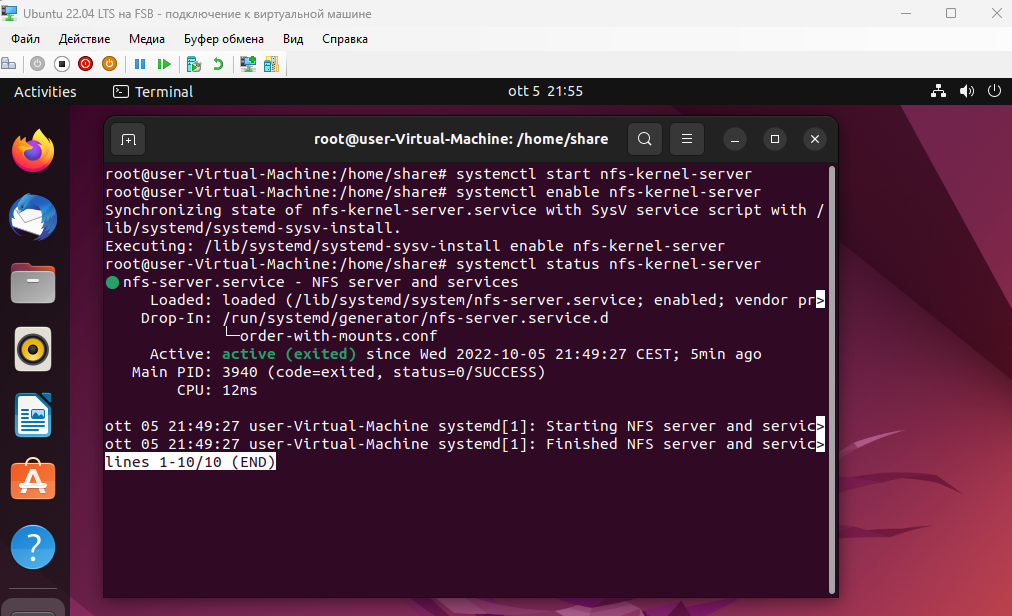 Ubuntu 22.04 LTS на FSB - подключение к виртуальной машине
Файл Действие Медиа Буфер обмена Вид Справка
Activities Terminal ott 5 21:55
root@user-Virtual-Machine: /home/share
root@user-Virtual-Machine:/home/share# systemctl start nfs-kernel-server
root@user-Virtual-Machine:/home/share# systemctl enable nfs-kernel-server
Synchronizing state of nfs-kernel-server.service with SysV service script with /
lib/systemd/systemd-sysv-install.
Executing: /lib/systemd/systemd-sysv-install enable nfs-kernel-server
root@user-Virtual-Machine:/home/share# systemctl status nfs-kernel-server
● nfs-server.service - NFS server and services
Loaded: loaded (/lib/systemd/system/nfs-server.service; enabled; vendor pr>
Drop-In: /run/systemd/generator/nfs-server.service.d
└─order-with-mounts.conf
Active: active (exited) since Wed 2022-10-05 21:49:27 CEST; 5min ago
Main PID: 3940 (code=exited, status=0/SUCCESS)
CPU: 12ms
ott 05 21:49:27 user-Virtual-Machine systemd[1]: Starting NFS server and servic>
ott 05 21:49:27 user-Virtual-Machine systemd[1]: Finished NFS server and servic>
lines 1-10/10 (END)